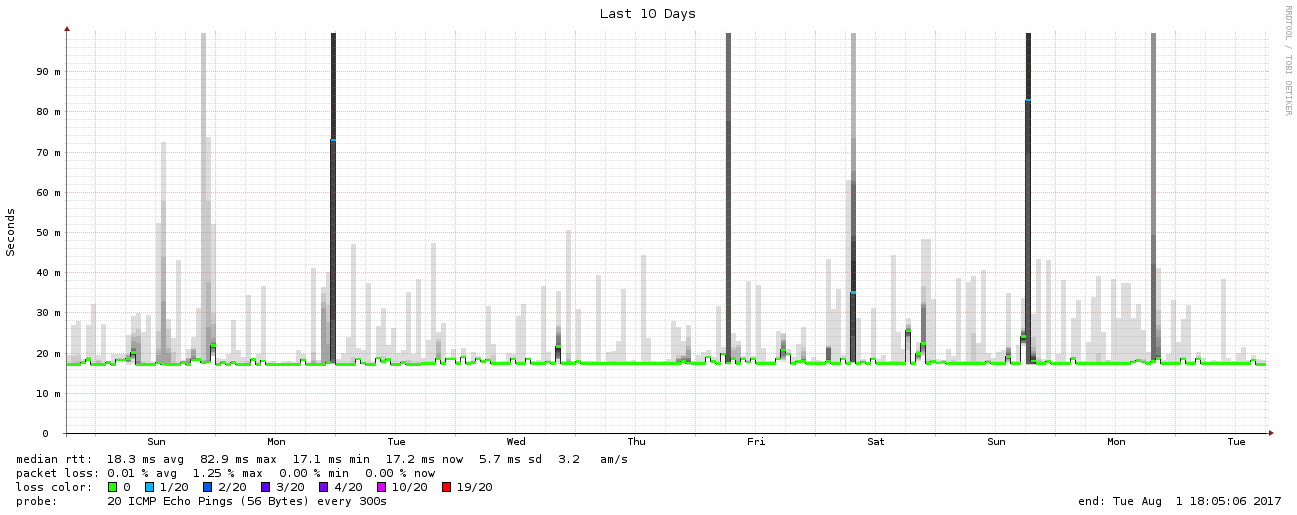 Last 10 Days
RRDTOOL / TOBI OETIKER
Seconds
90 m
80 m
70 m
60 m
50 m
40 m
30 m
20 m
10 m
0
Sun Mon Tue Wed Thu Fri Sat Sun Mon Tue
median rtt: 18.3 ms avg 82.9 ms max 17.1 ms min 17.2 ms now 5.7 ms sd 3.2 am/s
packet loss: 0.01 % avg 1.25 % max 0.00 % min 0.00 % now
loss color: 0 1/20 2/20 3/20 4/20 10/20 19/20
probe: 20 ICMP Echo Pings (56 Bytes) every 300s end: Tue Aug 1 18:05:06 2017